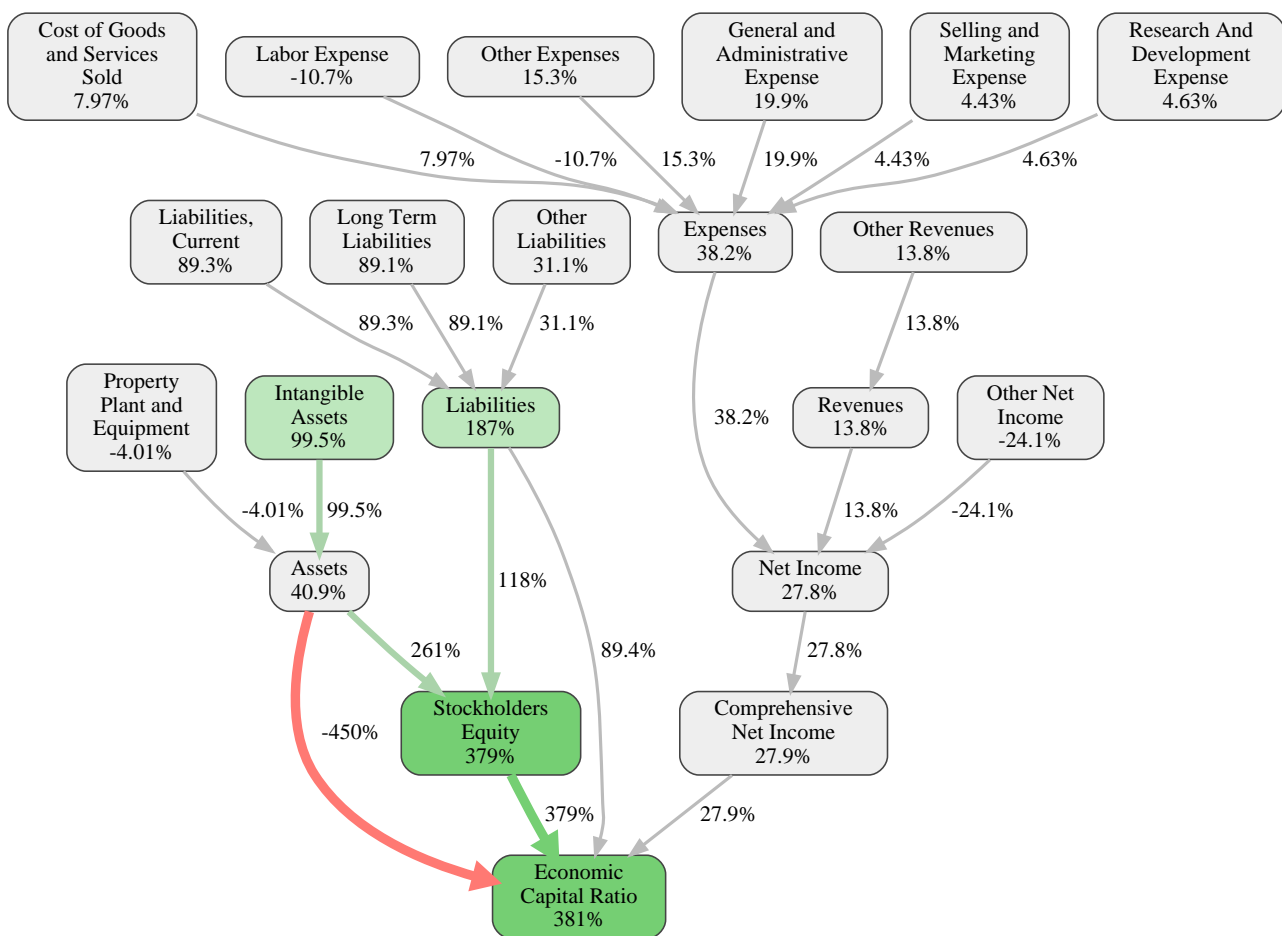 Cost of Goods
and Services
Sold
7.97%
Labor Expense
-10.7%
Other Expenses
15.3%
General and
Administrative
Expense
19.9%
Selling and
Marketing
Expense
4.43%
Research And
Development
Expense
4.63%
7.97%
-10.7%
15.3%
19.9%
4.43%
4.63%
Liabilities,
Current
89.3%
Long Term
Liabilities
89.1%
Other
Liabilities
31.1%
Expenses
38.2%
Other Revenues
13.8%
89.3%
89.1%
31.1%
13.8%
Property
Plant and
Equipment
-4.01%
Intangible
Assets
99.5%
Liabilities
187%
38.2%
Revenues
13.8%
Other Net
Income
-24.1%
-4.01%
99.5%
13.8%
-24.1%
Assets
40.9%
118%
Net Income
27.8%
261%
89.4%
27.8%
-450%
Stockholders
Equity
379%
Comprehensive
Net Income
27.9%
379%
27.9%
Economic
Capital Ratio
381%